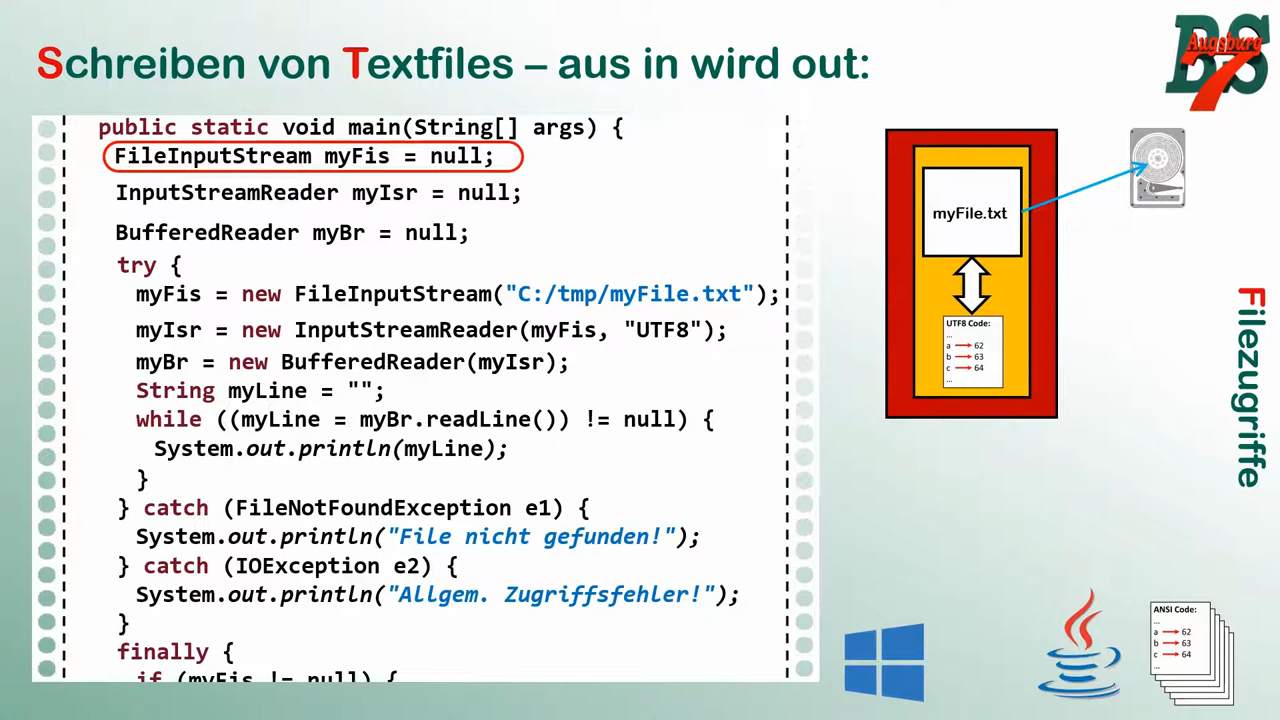 Schreiben von Textfiles – aus in wird out:
BS7 Augsburg
public static void main(String[] args) {
FileInputStream myFis = null;
InputStreamReader myIsr = null;
BufferedReader myBr = null;
try {
myFis = new FileInputStream("C:/tmp/myFile.txt");
myIsr = new InputStreamReader(myFis, "UTF8");
myBr = new BufferedReader(myIsr);
String myLine = "";
while ((myLine = myBr.readLine()) != null) {
System.out.println(myLine);
}
} catch (FileNotFoundException e1) {
System.out.println("File nicht gefunden!");
} catch (IOException e2) {
System.out.println("Allgem. Zugriffsfehler!");
}
finally {
if (myFis != null) {
myFile.txt
UTF8 Code:
...
a 62
b 63
c 64
...
Filezugriffe
ANSI Code:
...
a 62
b 63
c 64
...